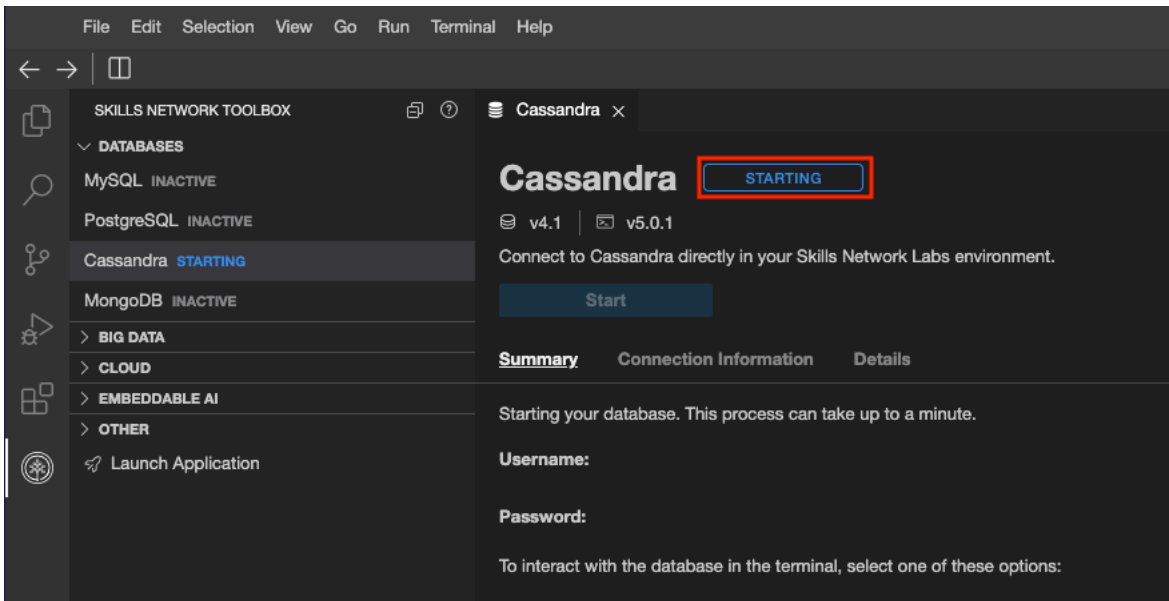 File Edit Selection View Go Run Terminal Help
SKILLS NETWORK TOOLBOX
DATABASES
MySQL INACTIVE
PostgreSQL INACTIVE
Cassandra STARTING
MongoDB INACTIVE
BIG DATA
CLOUD
EMBEDDABLE AI
OTHER
Launch Application
Cassandra
Cassandra STARTING
v4.1 v5.0.1
Connect to Cassandra directly in your Skills Network Labs environment.
Start
Summary Connection Information Details
Starting your database. This process can take up to a minute.
Username:
Password:
To interact with the database in the terminal, select one of these options: